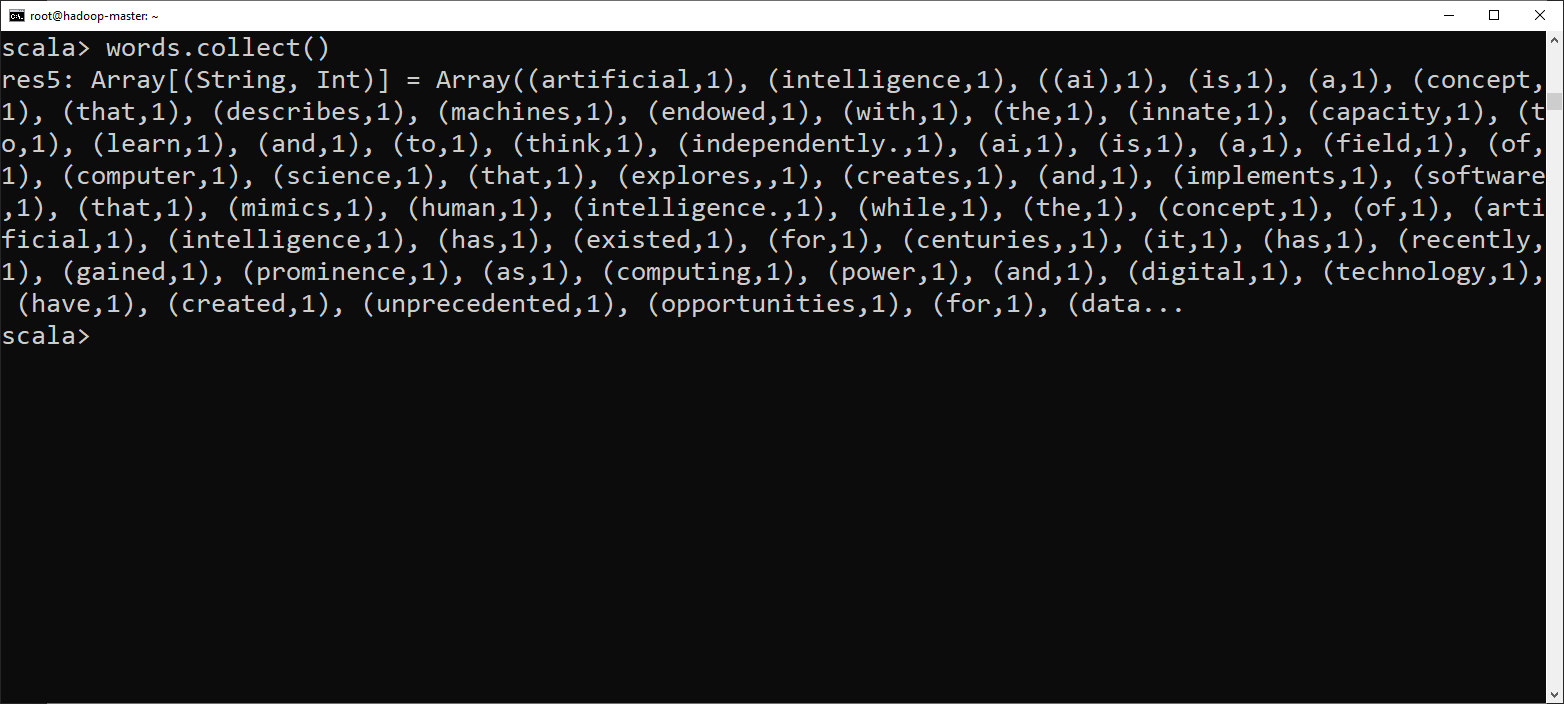 root@hadoop-master: ~
scala> words.collect()
res5: Array[(String, Int)] = Array((artificial,1), (intelligence,1), ((ai),1), (is,1), (a,1), (concept,
1), (that,1), (describes,1), (machines,1), (endowed,1), (with,1), (the,1), (innate,1), (capacity,1), (t
o,1), (learn,1), (and,1), (to,1), (think,1), (independently.,1), (ai,1), (is,1), (a,1), (field,1), (of,
1), (computer,1), (science,1), (that,1), (explores,,1), (creates,1), (and,1), (implements,1), (software
,1), (that,1), (mimics,1), (human,1), (intelligence.,1), (while,1), (the,1), (concept,1), (of,1), (arti
ficial,1), (intelligence,1), (has,1), (existed,1), (for,1), (centuries,,1), (it,1), (has,1), (recently,
1), (gained,1), (prominence,1), (as,1), (computing,1), (power,1), (and,1), (digital,1), (technology,1),
 (have,1), (created,1), (unprecedented,1), (opportunities,1), (for,1), (data...
scala>